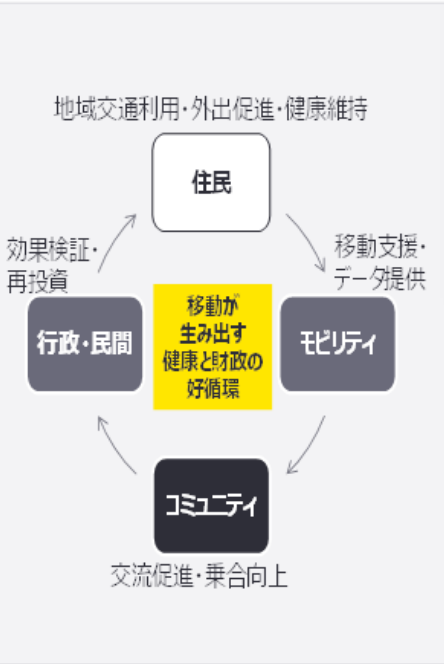 地域交通利用・外出促進・健康維持
住民
効果検証・
再投資
移動支援・
データ提供
行政・民間
移動が
生み出す
健康と財政の
好循環
モビリティ
コミュニティ
交流促進・乗合向上